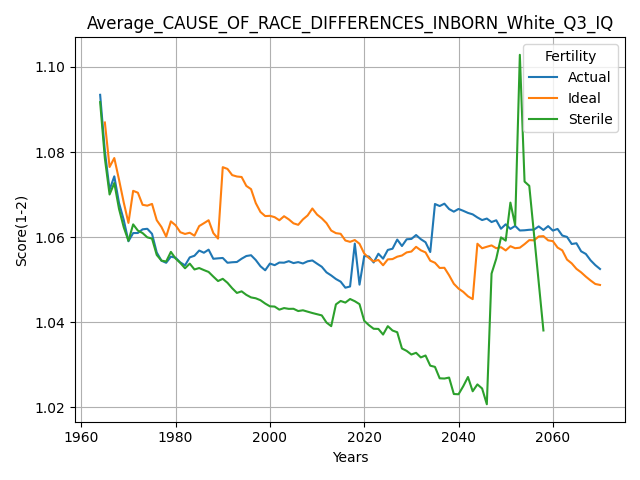 Average_CAUSE_OF_RACE_DIFFERENCES_INBORN_White_Q3_IQ
Fertility
Actual
Ideal
Sterile
Score(1-2)
1.10
1.08
1.06
1.04
1.02
1960 1980 2000 2020 2040 2060
Years